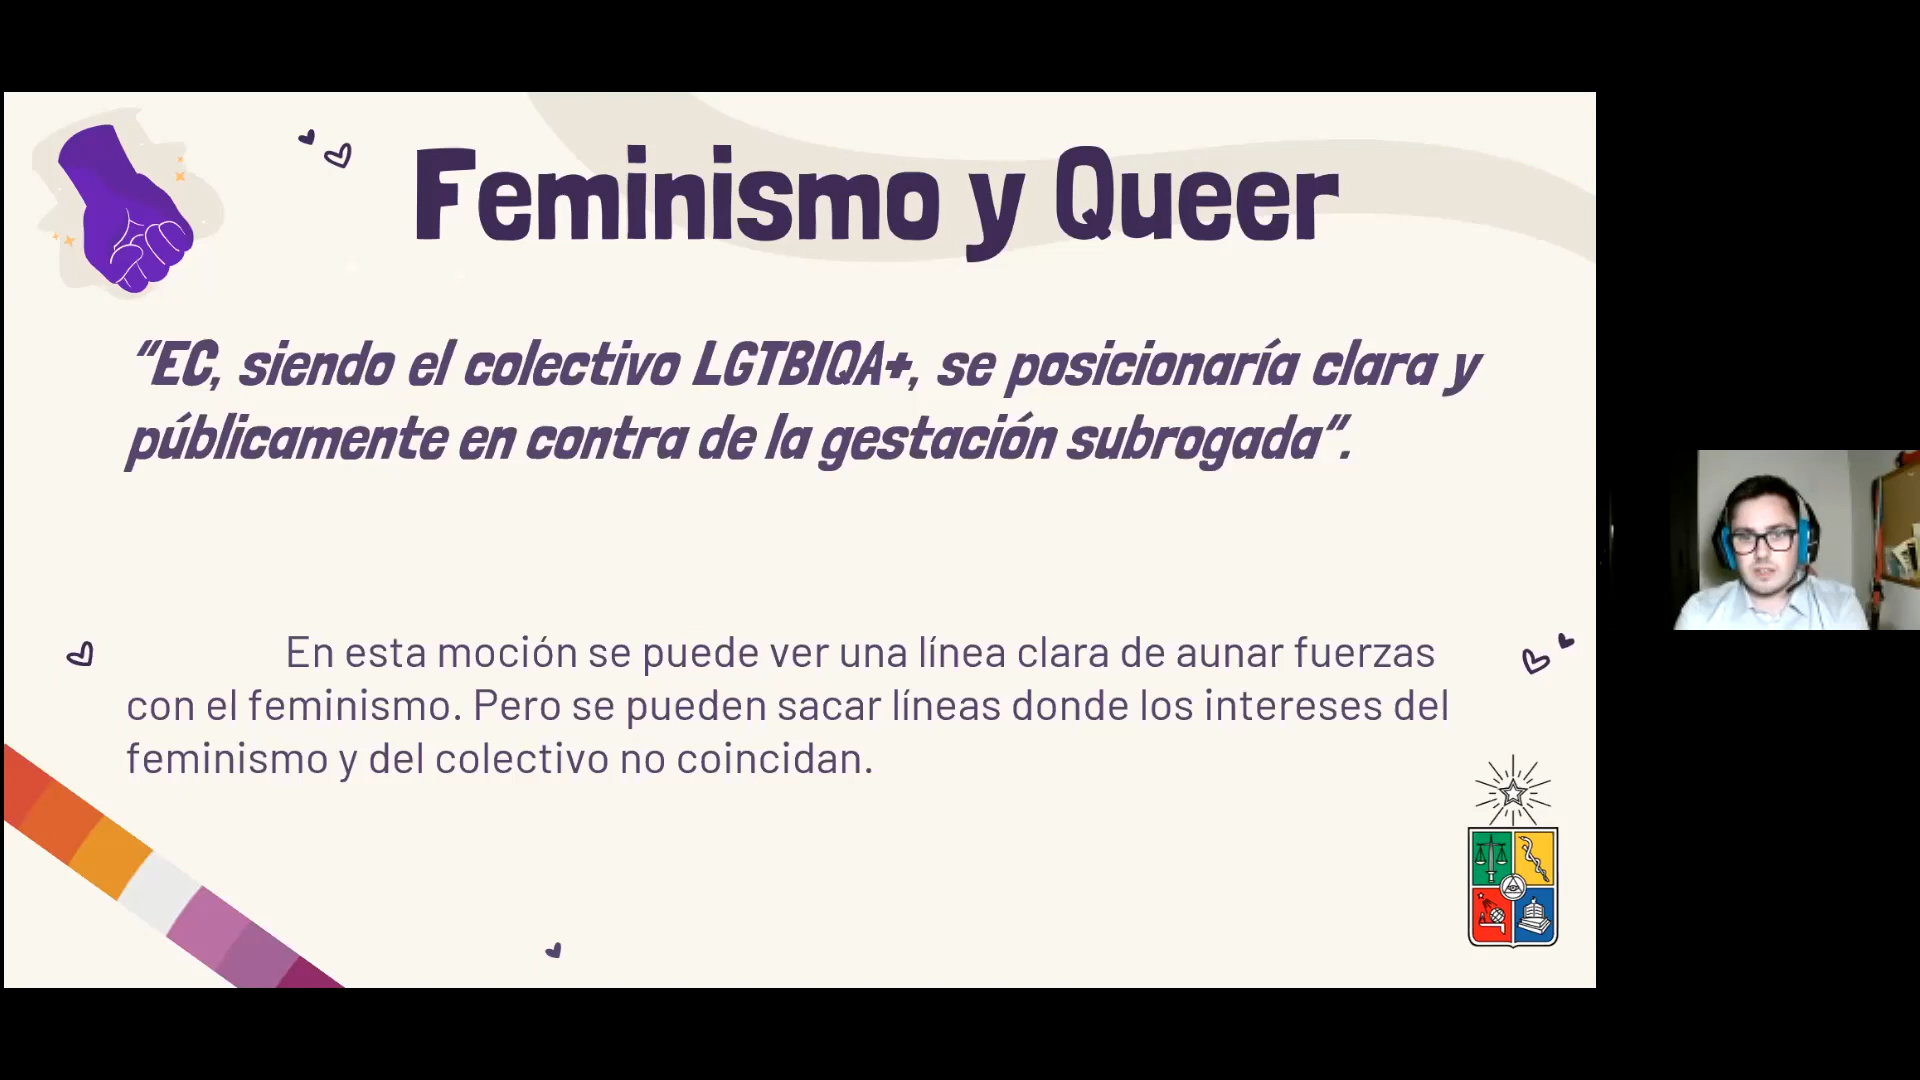 Feminismo y Queer
“EC, siendo el colectivo LGTBIQA+, se posicionaría clara y
públicamente en contra de la gestación subrogada”.
En esta moción se puede ver una línea clara de aunar fuerzas
con el feminismo. Pero se pueden sacar líneas donde los intereses del
feminismo y del colectivo no coincidan.